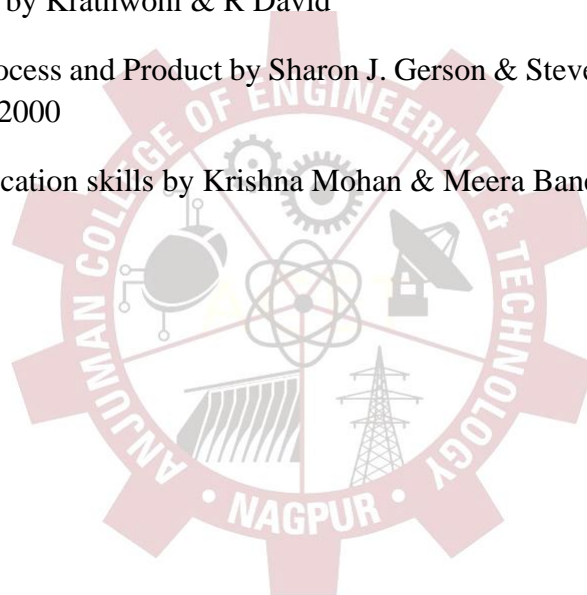 by Krathwohl & R David
ocess and Product by Sharon J. Gerson & Steve
2000
cation skills by Krishna Mohan & Meera Bane
ANJUMAN COLLEGE OF ENGINEERING & TECHNOLOGY
• NAGPUR •